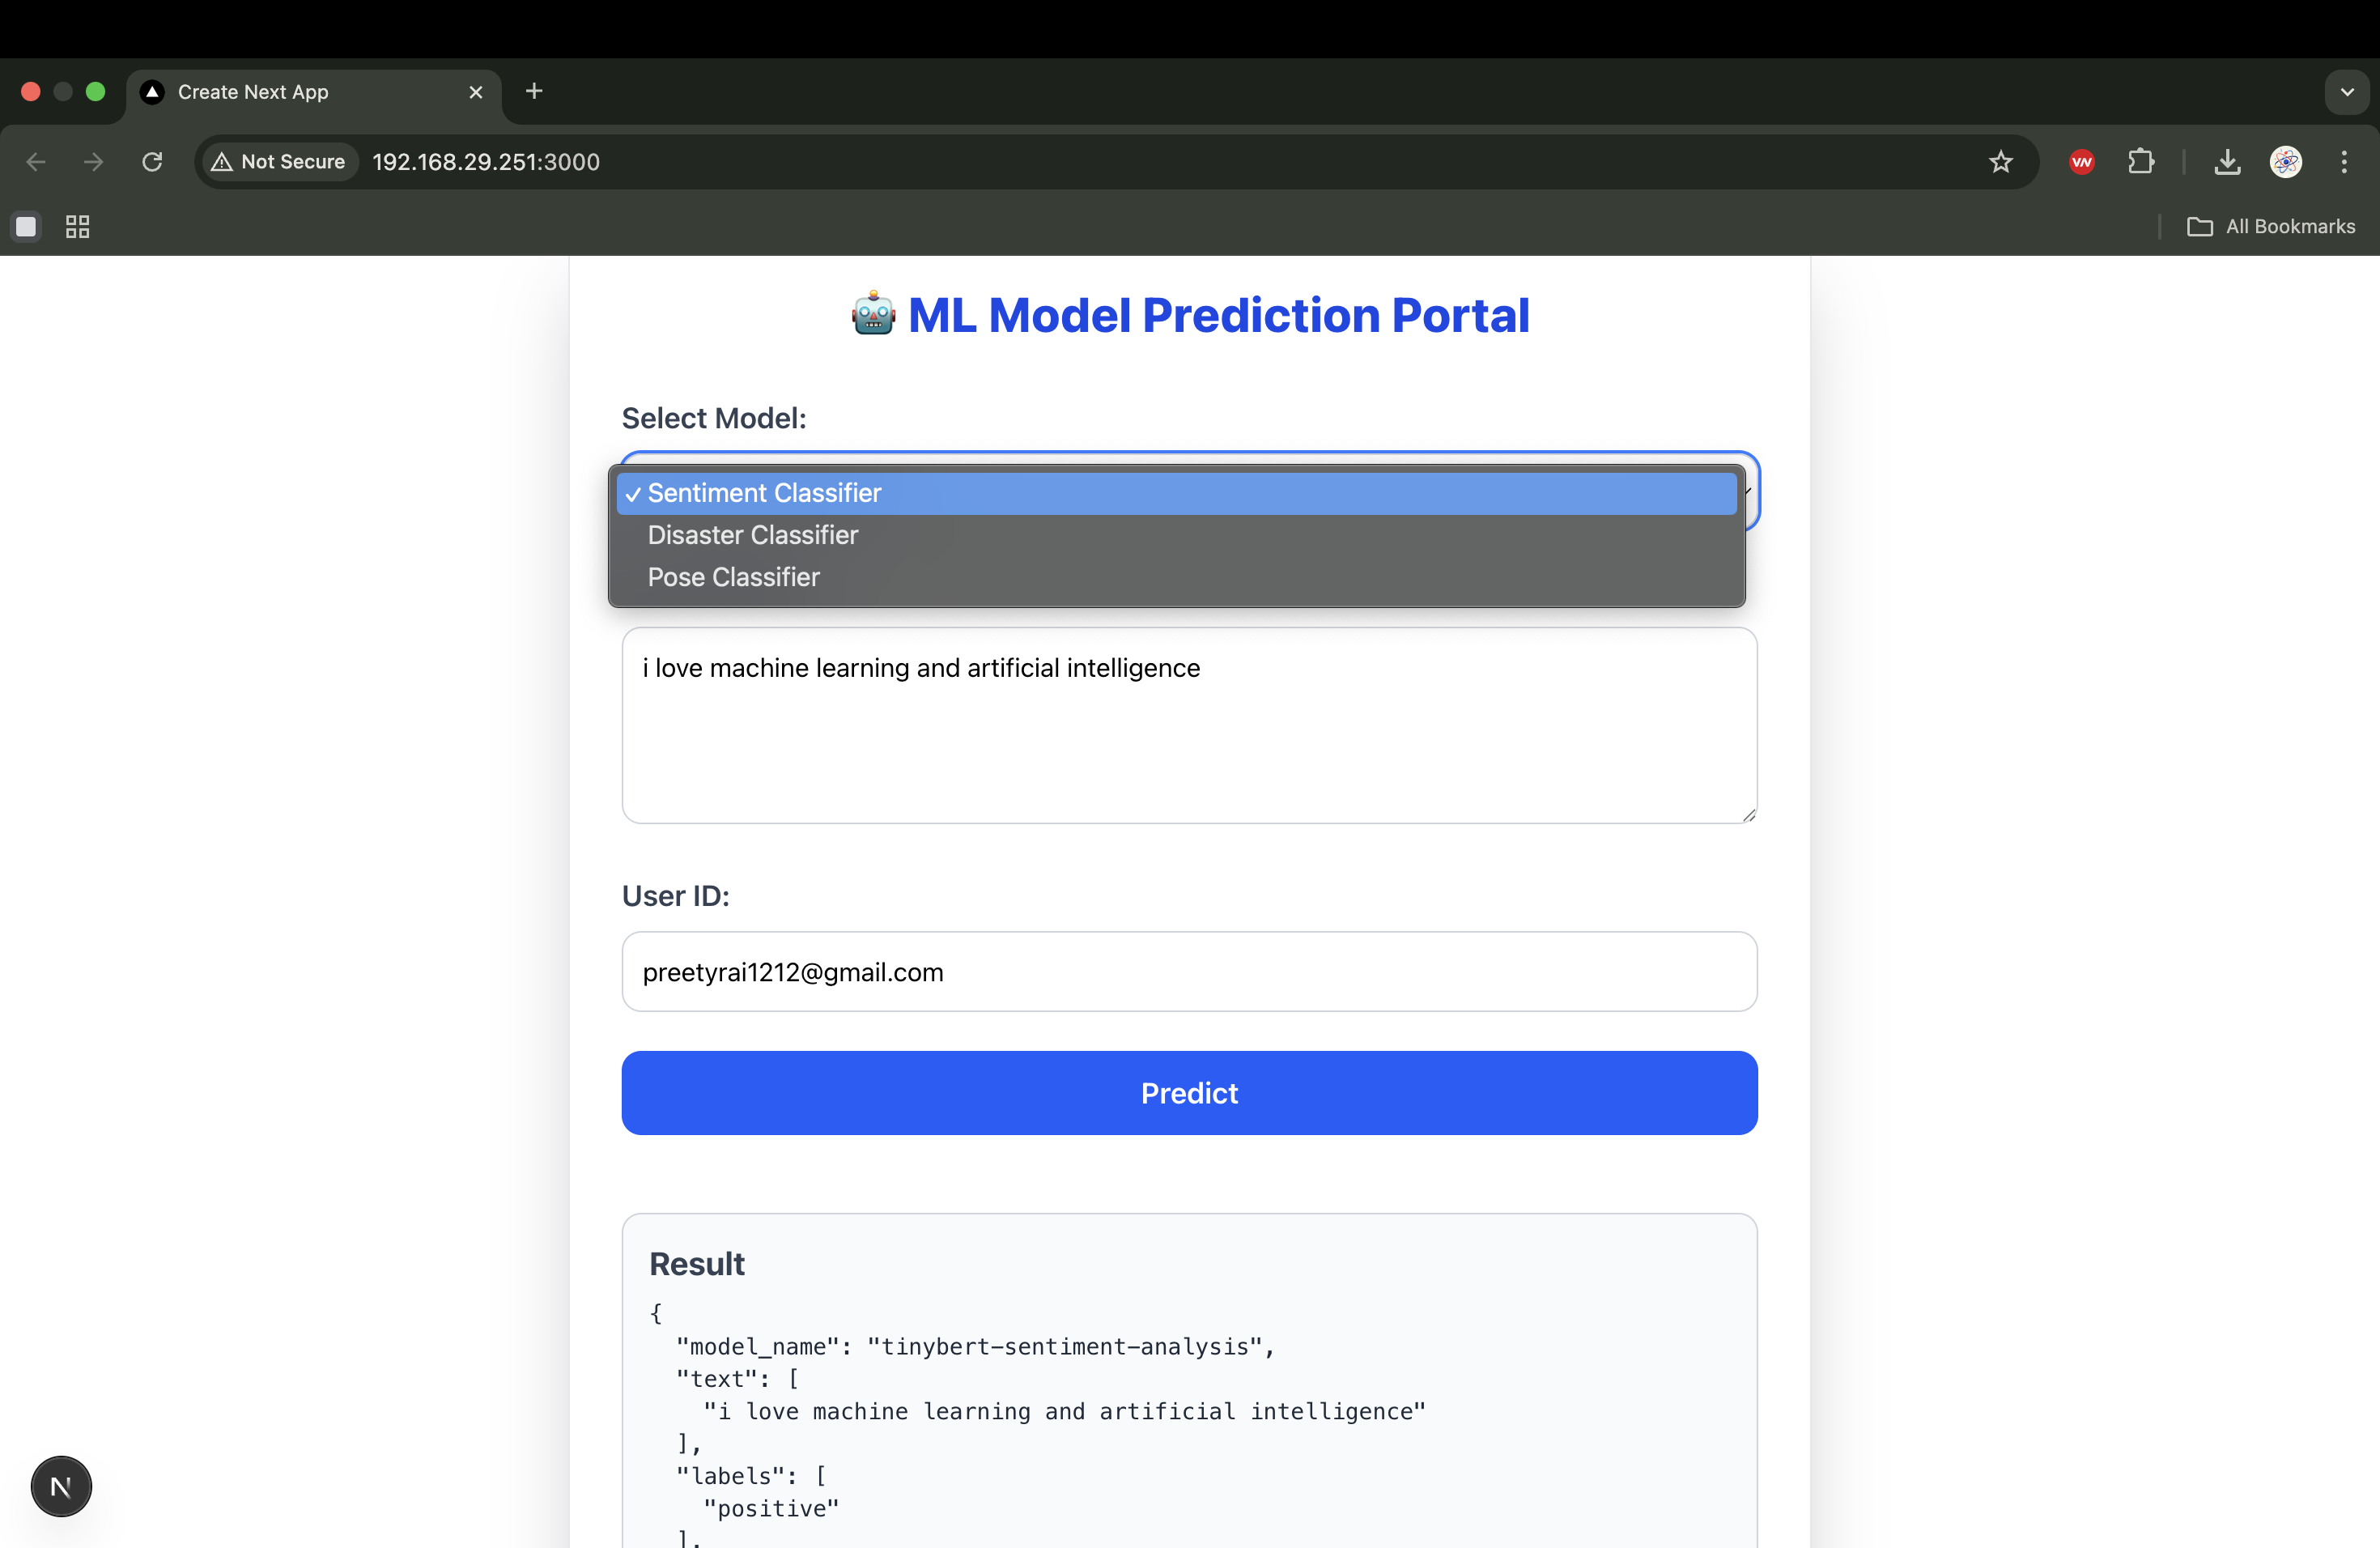 Create Next App
Not Secure 192.168.29.251:3000
VN
All Bookmarks
🤖 ML Model Prediction Portal
Select Model:
✓ Sentiment Classifier
Disaster Classifier
Pose Classifier
i love machine learning and artificial intelligence
User ID:
preetyrai1212@gmail.com
Predict
Result
{
"model_name": "tinybert-sentiment-analysis",
"text": [
"i love machine learning and artificial intelligence"
],
"labels": [
"positive"
],
N